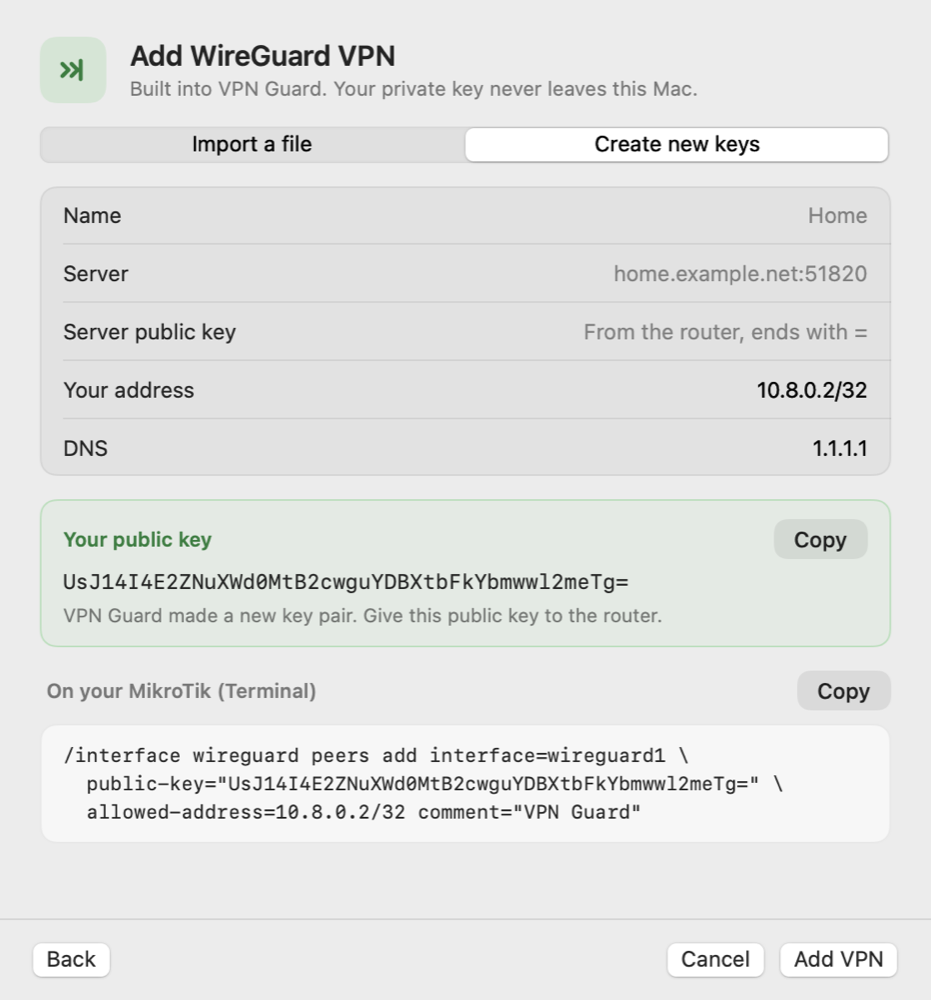 Add WireGuard VPN
Built into VPN Guard. Your private key never leaves this Mac.
Import a file
Create new keys
Name Home
Server home.example.net:51820
Server public key From the router, ends with =
Your address 10.8.0.2/32
DNS 1.1.1.1
Your public key Copy
UsJ14I4E2ZNuXWd0MtB2cwguYDBXtbFkYbmwwl2meTg=
VPN Guard made a new key pair. Give this public key to the router.
On your MikroTik (Terminal) Copy
/interface wireguard peers add interface=wireguard1 \
public-key="UsJ14I4E2ZNuXWd0MtB2cwguYDBXtbFkYbmwwl2meTg=" \
allowed-address=10.8.0.2/32 comment="VPN Guard"
Back Cancel Add VPN